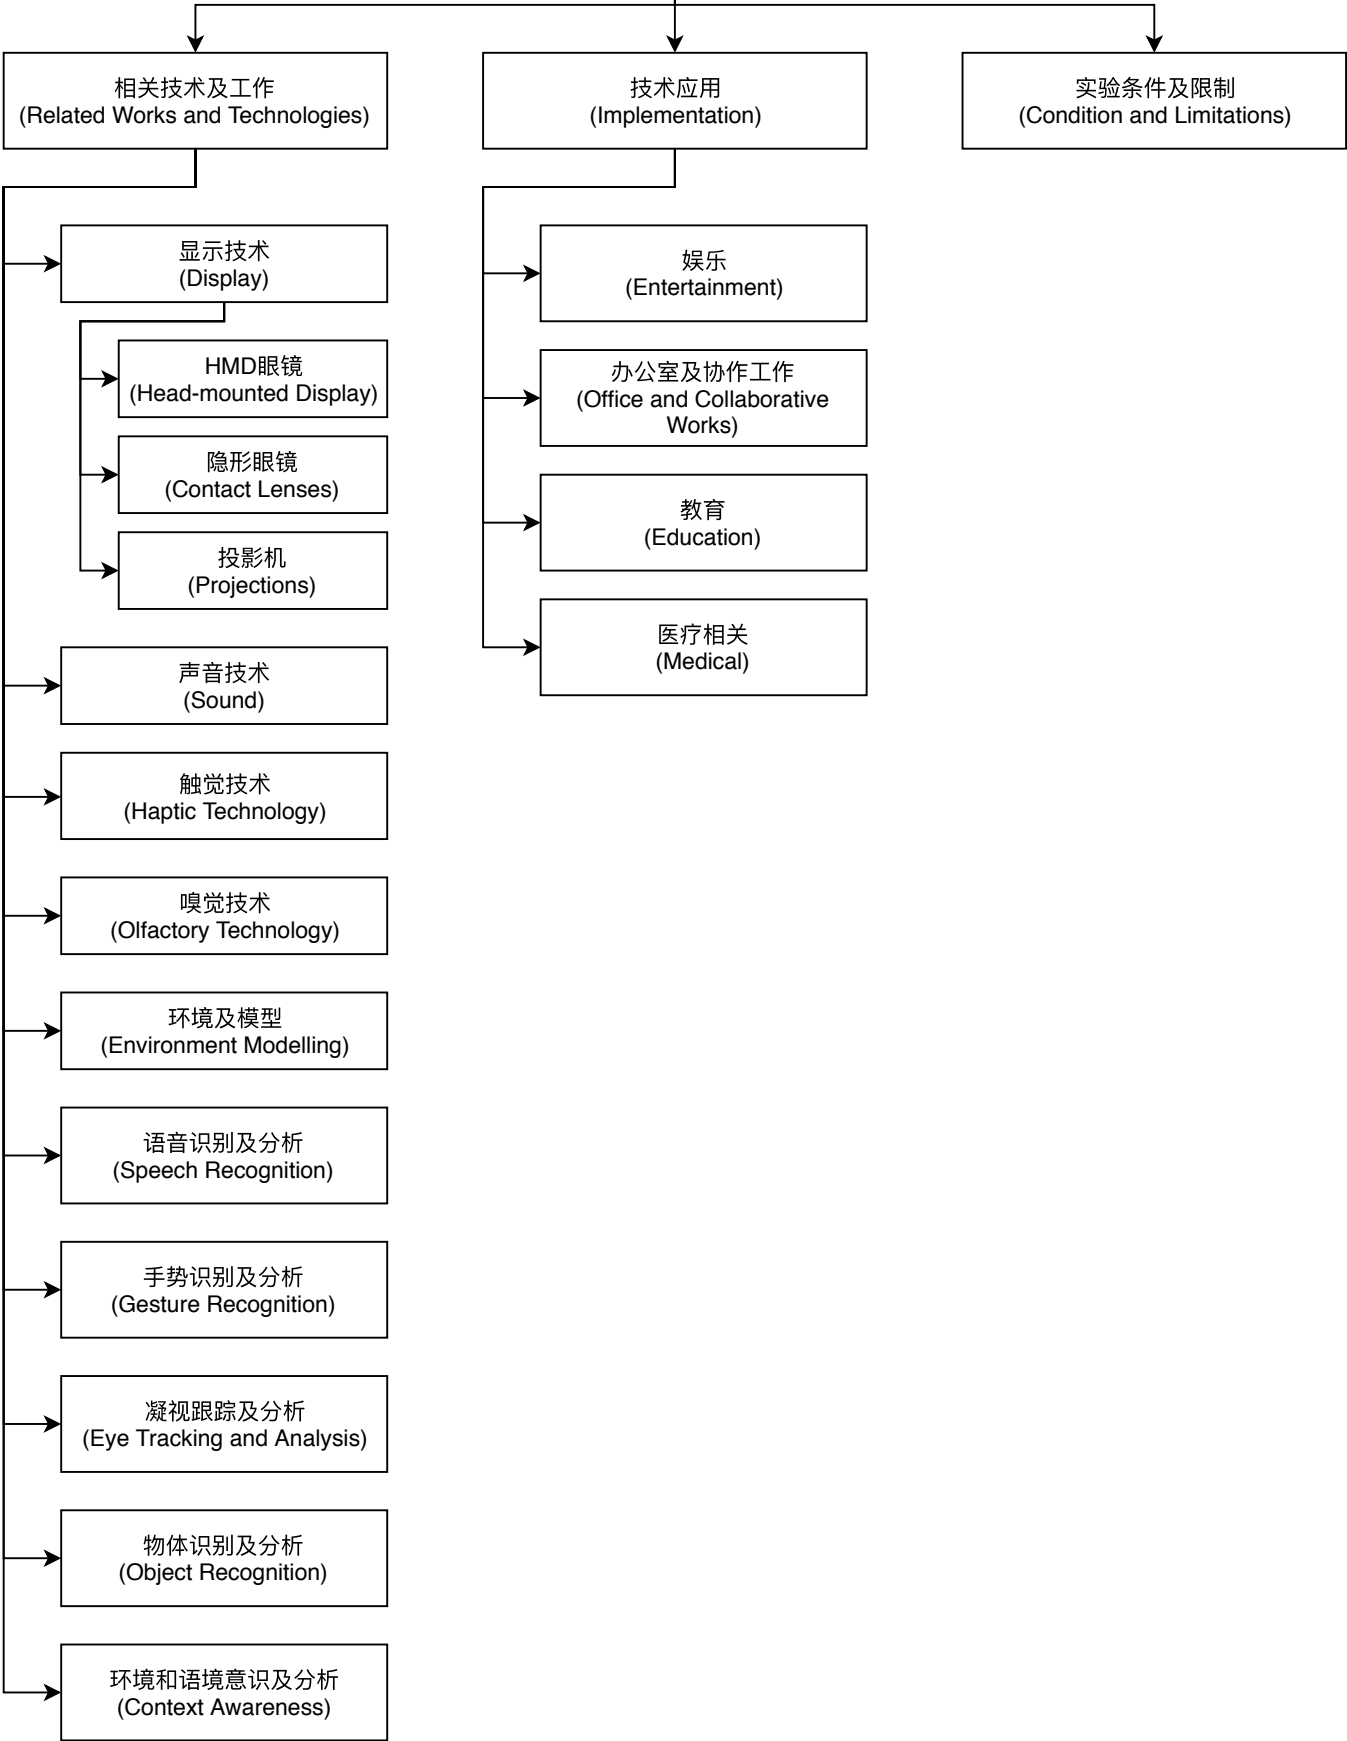 相关技术及工作
(Related Works and Technologies)
技术应用
(Implementation)
实验条件及限制
(Condition and Limitations)
显示技术
(Display)
HMD眼镜
(Head-mounted Display)
隐形眼镜
(Contact Lenses)
投影机
(Projections)
声音技术
(Sound)
触觉技术
(Haptic Technology)
嗅觉技术
(Olfactory Technology)
环境及模型
(Environment Modelling)
语音识别及分析
(Speech Recognition)
手势识别及分析
(Gesture Recognition)
凝视跟踪及分析
(Eye Tracking and Analysis)
物体识别及分析
(Object Recognition)
环境和语境意识及分析
(Context Awareness)
娱乐
(Entertainment)
办公室及协作工作
(Office and Collaborative
Works)
教育
(Education)
医疗相关
(Medical)